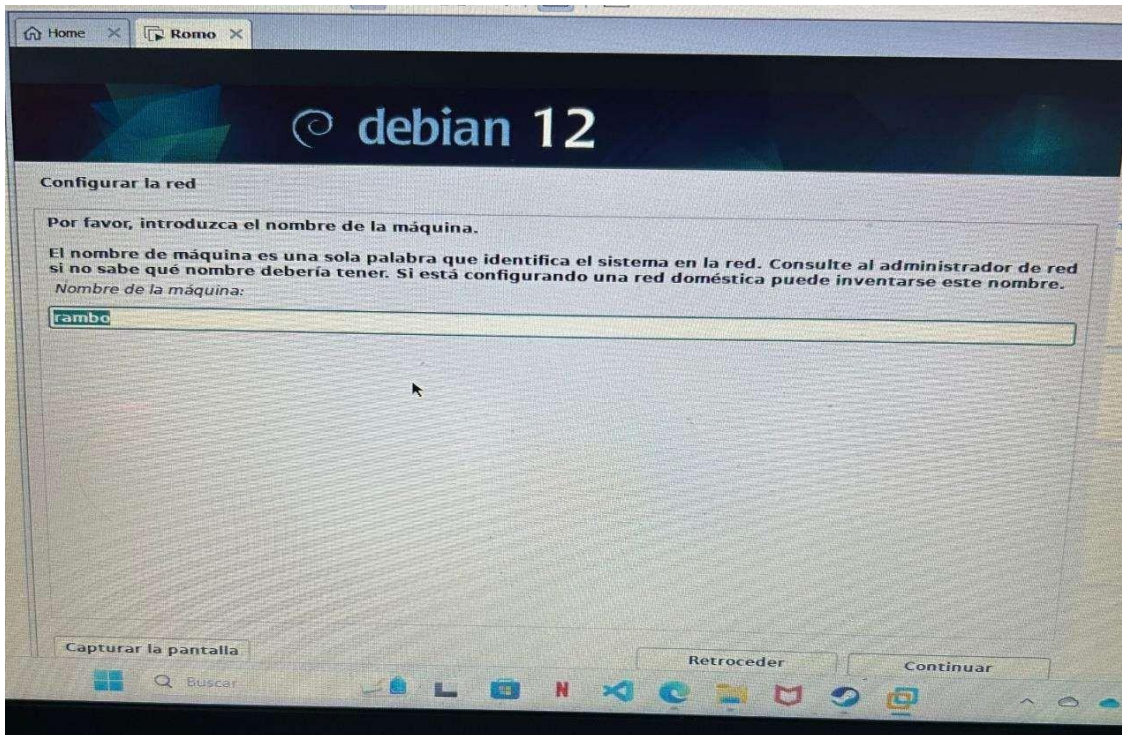 Home
Romo
debian 12
Configurar la red
Por favor, introduzca el nombre de la máquina.
El nombre de máquina es una sola palabra que identifica el sistema en la red. Consulte al administrador de red
si no sabe qué nombre debería tener. Si está configurando una red doméstica puede inventarse este nombre.
Nombre de la máquina:
rambo
Capturar la pantalla
Retroceder
Continuar
Buscar
N